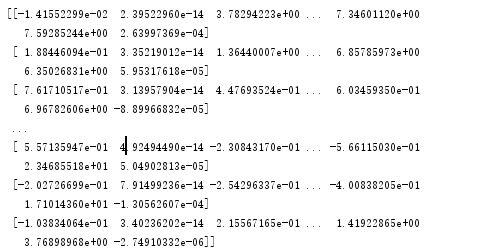 [[-1.41552299e-02 2.39522960e-14 3.78294223e+00 ... 7.34601120e+00
7.59285244e+00 2.63997369e-04]
[ 1.88446094e-01 3.35219012e-14 1.36440007e+00 ... 6.85785973e+00
6.35026831e+00 5.95317618e-05]
[ 7.61710517e-01 3.13957904e-14 4.47693524e-01 ... 6.03459350e-01
6.96782606e+00 -8.89966832e-05]
...
[ 5.57135947e-01 4.92494490e-14 -2.30843170e-01 ... -5.66115030e-01
2.34685518e+01 5.04902813e-05]
[-2.02726699e-01 7.91499236e-14 -2.54296337e-01 ... -4.00838205e-01
1.71014360e+01 -1.30562607e-04]
[-1.03834064e-01 3.40236202e-14 2.15567165e-01 ... 1.41922865e+00
3.76898968e+00 -2.74910332e-06]]